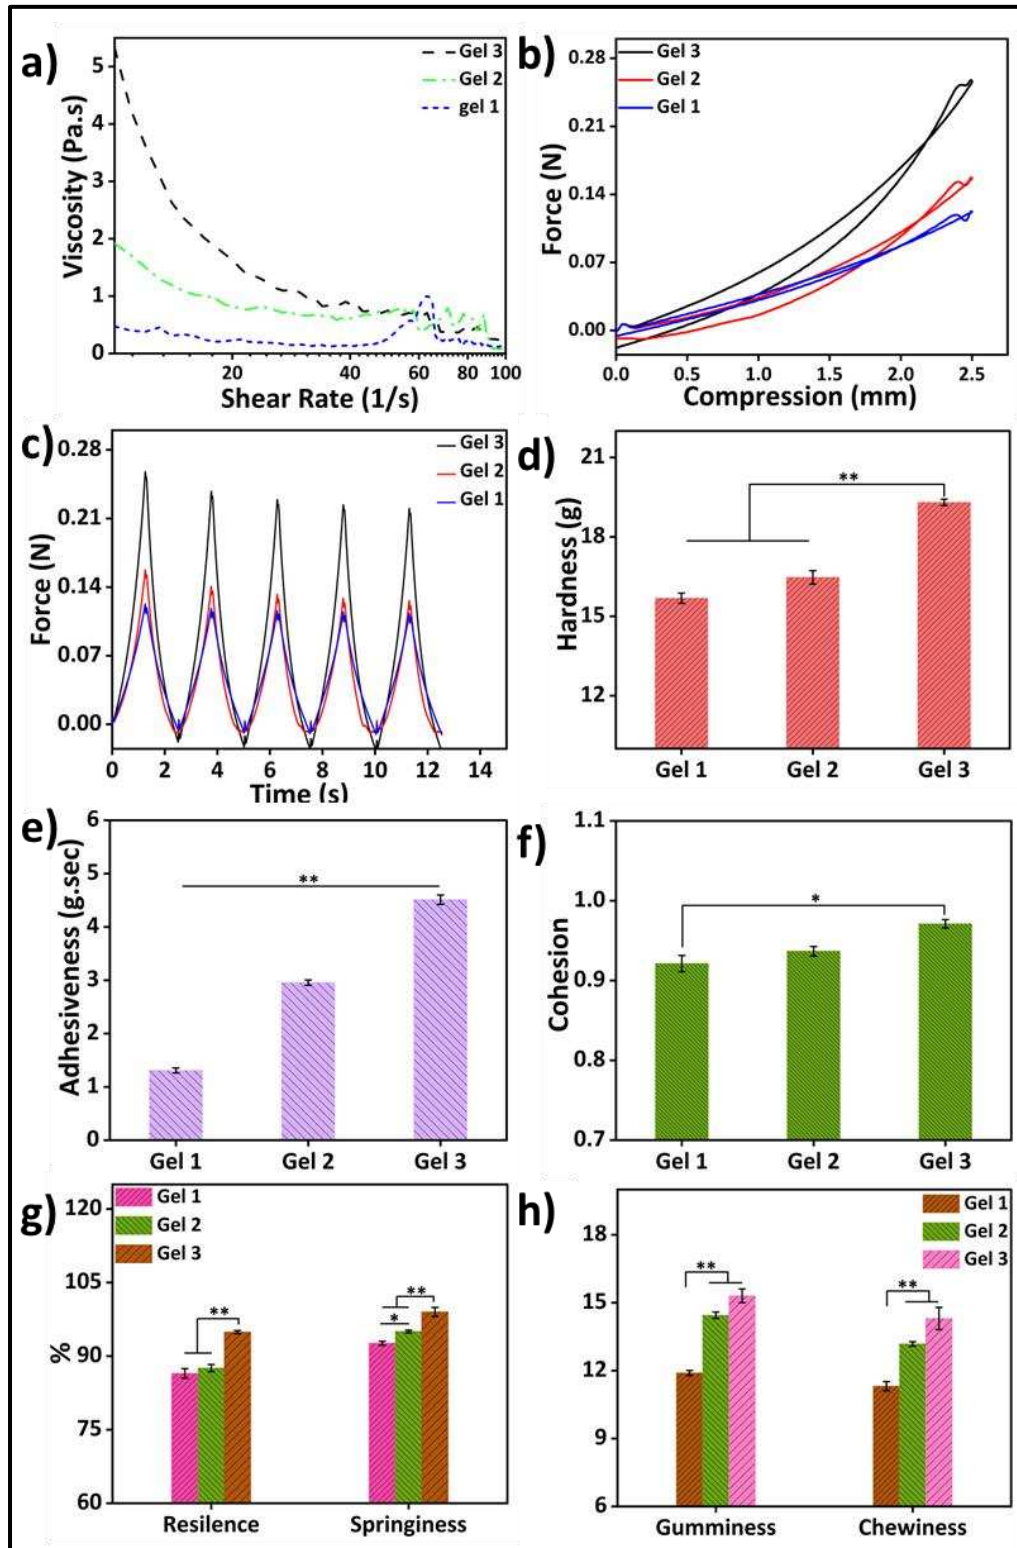 a)
Gel 3
Gel 2
gel 1
5
4
3
2
1
0
Viscosity (Pa.s)
20 40 60 80 100
Shear Rate (1/s)
b)
Gel 3
Gel 2
Gel 1
0.28
0.21
0.14
0.07
0.00
Force (N)
0.0 0.5 1.0 1.5 2.0 2.5
Compression (mm)
c)
Gel 3
Gel 2
Gel 1
0.28
0.21
0.14
0.07
0.00
Force (N)
0 2 4 6 8 10 12 14
Time (s)
d)
21
18
15
12
Hardness (g)
**
Gel 1 Gel 2 Gel 3
e)
6
5
4
3
2
1
0
Adhesiveness (g.sec)
**
Gel 1 Gel 2 Gel 3
f)
1.1
1.0
0.9
0.8
0.7
Cohesion
*
Gel 1 Gel 2 Gel 3
g)
Gel 1
Gel 2
Gel 3
120
105
90
75
60
%
**
**
*
Resilence Springiness
h)
Gel 1
Gel 2
Gel 3
18
15
12
9
6
**
**
Gumminess Chewiness